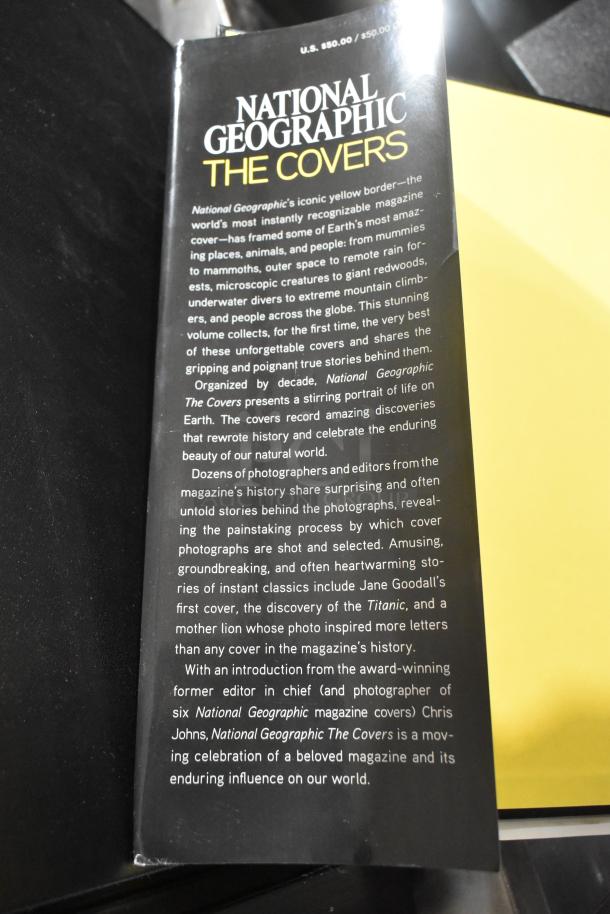 U.S. $50.00 / $50.00
NATIONAL
GEOGRAPHIC
THE COVERS
National Geographic's iconic yellow border—the
world's most instantly recognizable magazine
cover—has framed some of Earth's most amaz-
ing places, animals, and people: from mummies
to mammoths, outer space to remote rain for-
ests, microscopic creatures to giant redwoods,
underwater divers to extreme mountain climb-
ers, and people across the globe. This stunning
volume collects, for the first time, the very best
of these unforgettable covers and shares the
gripping and poignant true stories behind them.
Organized by decade, National Geographic
The Covers presents a stirring portrait of life on
Earth. The covers record amazing discoveries
that rewrote history and celebrate the enduring
beauty of our natural world.
Dozens of photographers and editors from the
magazine's history share surprising and often
untold stories behind the photographs, reveal-
ing the painstaking process by which cover
photographs are shot and selected. Amusing,
groundbreaking, and often heartwarming sto-
ries of instant classics include Jane Goodall's
first cover, the discovery of the Titanic, and a
mother lion whose photo inspired more letters
than any cover in the magazine's history.
With an introduction from the award-winning
former editor in chief (and photographer of
six National Geographic magazine covers) Chris
Johns, National Geographic The Covers is a mov-
ing celebration of a beloved magazine and its
enduring influence on our world.